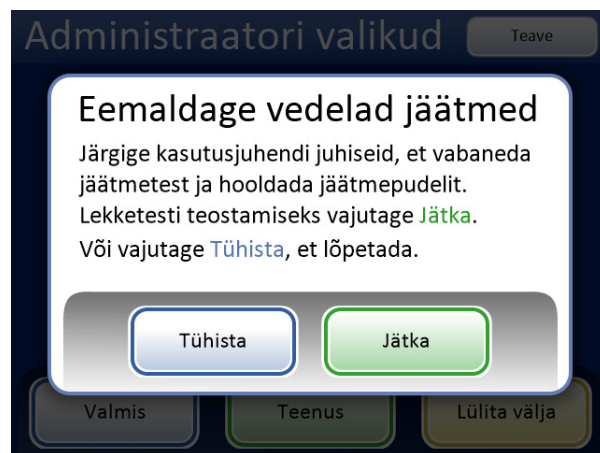 Administraatori valikud
Teave
Eemaldage vedelad jäätmed
Järgige kasutusjuhendi juhiseid, et vabaneda
jäätmetest ja hooldada jäätmepudelit.
Lekketesti teostamiseks vajutage Jätka.
Või vajutage Tühista, et lõpetada.
Tühista
Jätka
Valmis
Teenus
Lülita välja